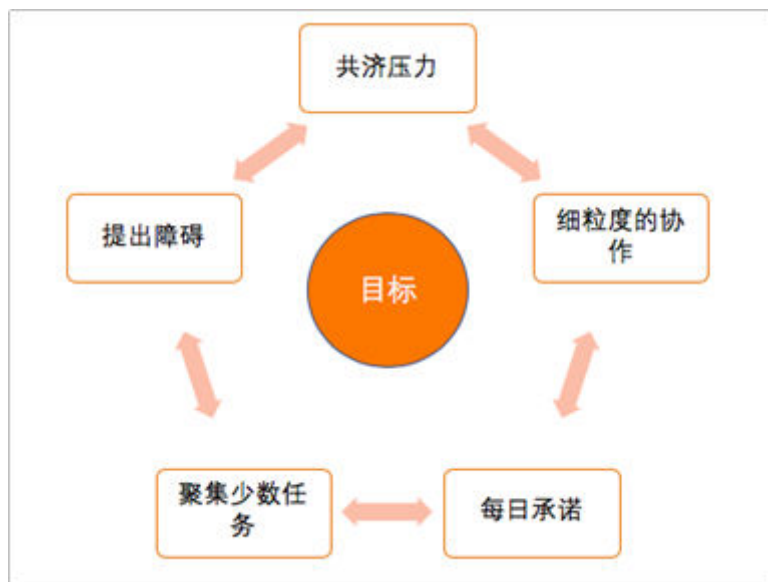 共济压力
提出障碍
细粒度的协
作
目标
聚集少数任
务
每日承诺